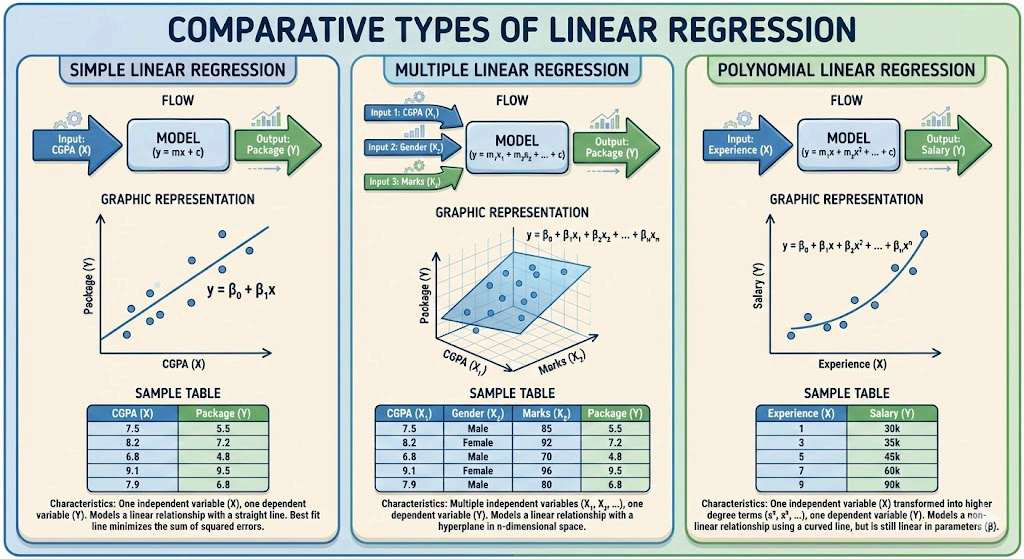 COMPARATIVE TYPES OF LINEAR REGRESSION
SIMPLE LINEAR REGRESSION
FLOW
Input:
CGPA (X)
MODEL
(y = mx + c)
Output:
Package (Y)
GRAPHIC REPRESENTATION
Package (Y)
y = β₀ + β₁x
CGPA (X)
SAMPLE TABLE
CGPA (X) Package (Y)
7.5 5.5
8.2 7.2
6.8 4.8
9.1 9.5
7.9 6.8
Characteristics: One independent variable (X), one dependent
variable (Y). Models a linear relationship with a straight line. Best fit
line minimizes the sum of squared errors.
MULTIPLE LINEAR REGRESSION
FLOW
Input 1: CGPA (X₁)
Input 2: Gender (X₂)
Input 3: Marks (X₂)
MODEL
(y = m₁x₁ + m₂x₂ + ... + c)
Output:
Package (Y)
GRAPHIC REPRESENTATION
y = β₀ + β₁x₁ + β₂x₂ + ... + βₙxₙ
Package (Y)
CGPA (X₁)
Marks (X₂)
SAMPLE TABLE
CGPA (X₁) Gender (X₂) Marks (X₂) Package (Y)
7.5 Male 85 5.5
8.2 Female 92 7.2
6.8 Male 70 4.8
9.1 Female 96 9.5
7.9 Male 80 6.8
Characteristics: Multiple independent variables (X₁, X₂, ...), one
dependent variable (Y). Models a linear relationship with a
hyperplane in n-dimensional space.
POLYNOMIAL LINEAR REGRESSION
FLOW
Input:
Experience (X)
MODEL
(y = m₁x + m₂x² + ... + c)
Output:
Salary (Y)
GRAPHIC REPRESENTATION
y = β₀ + β₁x + β₂x² + ... + βₙxⁿ
Salary (Y)
Experience (X)
SAMPLE TABLE
Experience (X) Salary (Y)
1 30k
3 35k
5 45k
7 60k
9 90k
Characteristics: One independent variable (X) transformed into higher
degree terms (s², x³, ...), one dependent variable (Y). Models a non-
linear relationship using a curved line, but is still linear in parameters (β).